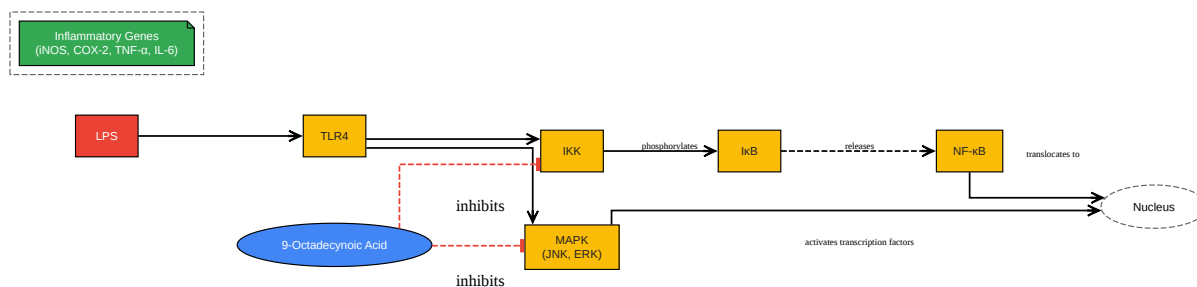 Inflammatory Genes
(iNOS, COX-2, TNF-α, IL-6)
LPS
TLR4
IKK
phosphorylates
IκB
releases
NF-κB
translocates to
Nucleus
inhibits
9-Octadecynoic Acid
MAPK
(JNK, ERK)
activates transcription factors
inhibits